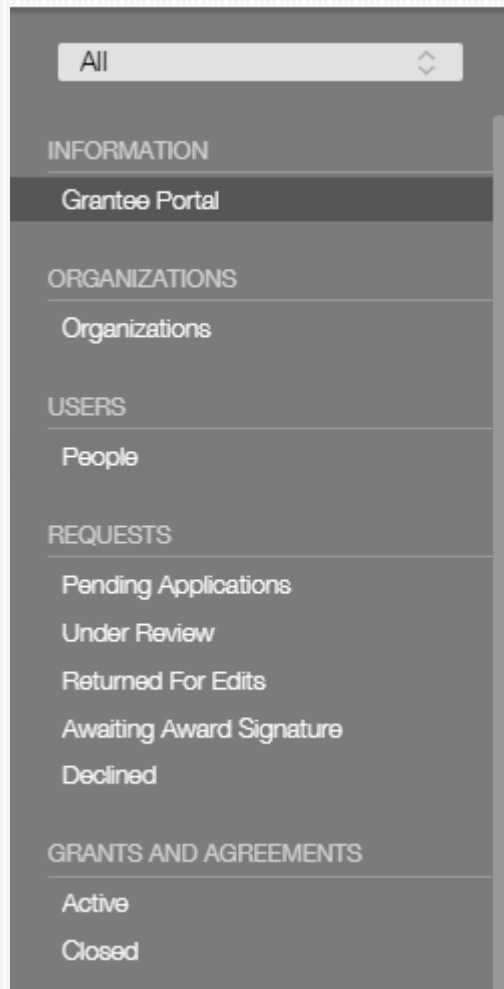 All
INFORMATION
Grantee Portal
ORGANIZATIONS
Organizations
USERS
People
REQUESTS
Pending Applications
Under Review
Returned For Edits
Awaiting Award Signature
Declined
GRANTS AND AGREEMENTS
Active
Closed